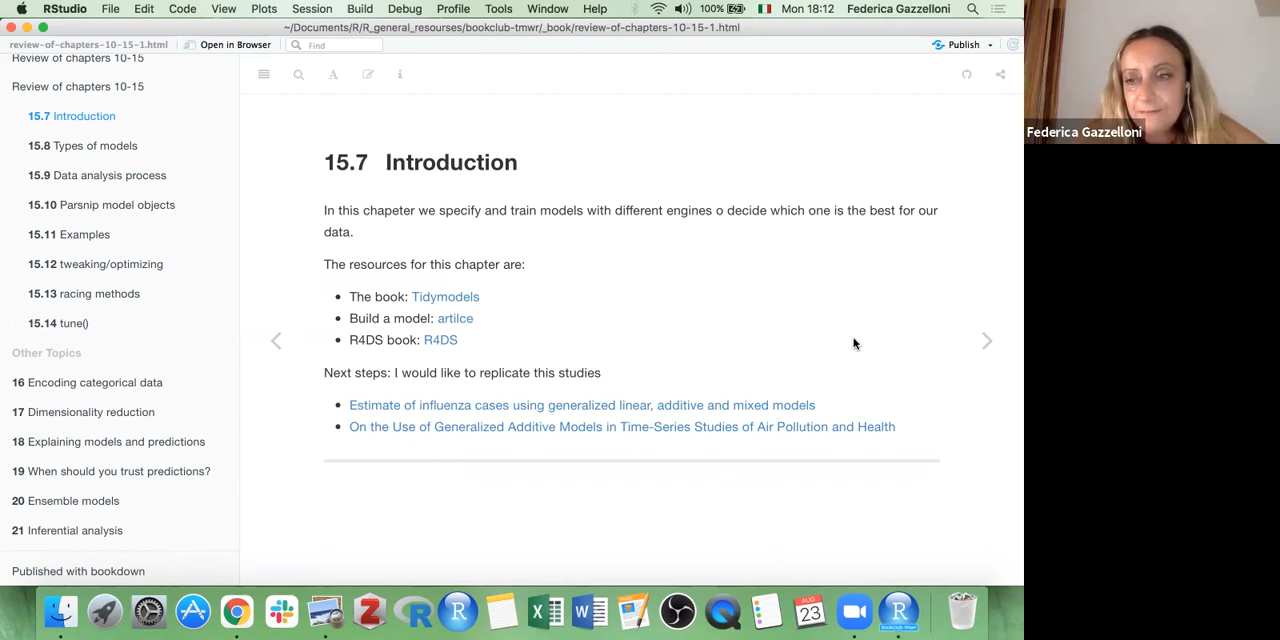 RStudio File Edit Code View Plots Session Build Debug Profile Tools Window Help 100% Mon 18:12 Federica Gazzelloni
~/Documents/R/R_general_resourses/bookclub-tmwr/_book/review-of-chapters-10-15-1.html
review-of-chapters-10-15-1.html Open in Browser Find Publish
Review of chapters 10-15
Review of chapters 10-15
15.7 Introduction
15.8 Types of models
15.9 Data analysis process
15.10 Parsnip model objects
15.11 Examples
15.12 tweaking/optimizing
15.13 racing methods
15.14 tune()
Other Topics
16 Encoding categorical data
17 Dimensionality reduction
18 Explaining models and predictions
19 When should you trust predictions?
20 Ensemble models
21 Inferential analysis
Published with bookdown
15.7 Introduction
In this chapeter we specify and train models with different engines o decide which one is the best for our
data.
The resources for this chapter are:
• The book: Tidymodels
• Build a model: artilce
• R4DS book: R4DS
Next steps: I would like to replicate this studies
• Estimate of influenza cases using generalized linear, additive and mixed models
• On the Use of Generalized Additive Models in Time-Series Studies of Air Pollution and Health
Federica Gazzelloni
AUG
23
bookclub-tmwr